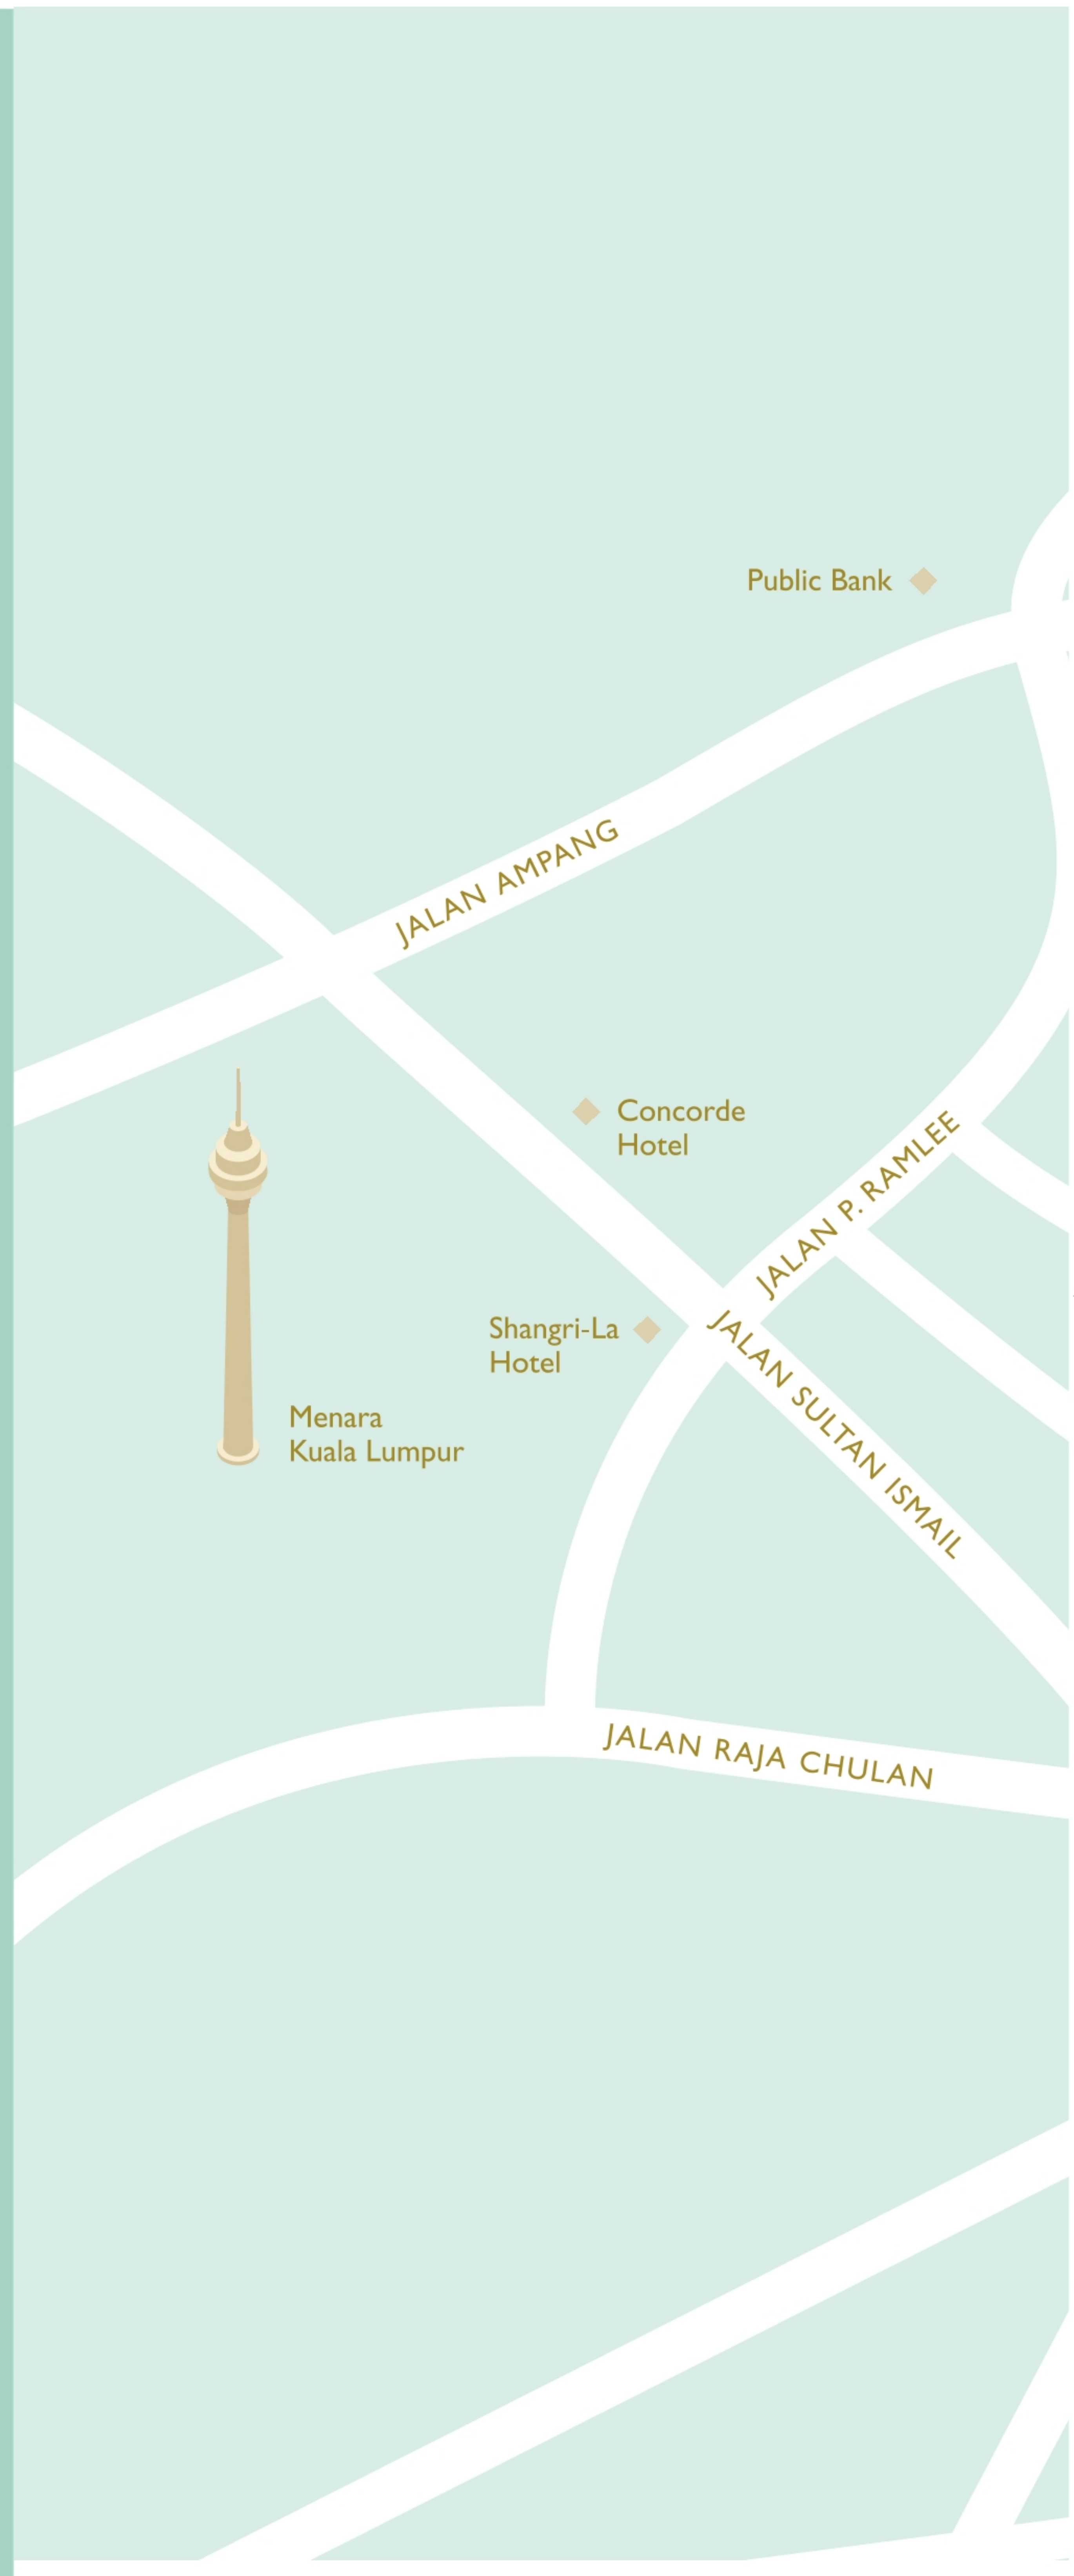 Public Bank
JALAN AMPANG
Concorde
Hotel
JALAN P. RAMLEE
Shangri-La
Hotel
JALAN SULTAN ISMAIL
Menara
Kuala Lumpur
JALAN RAJA CHULAN